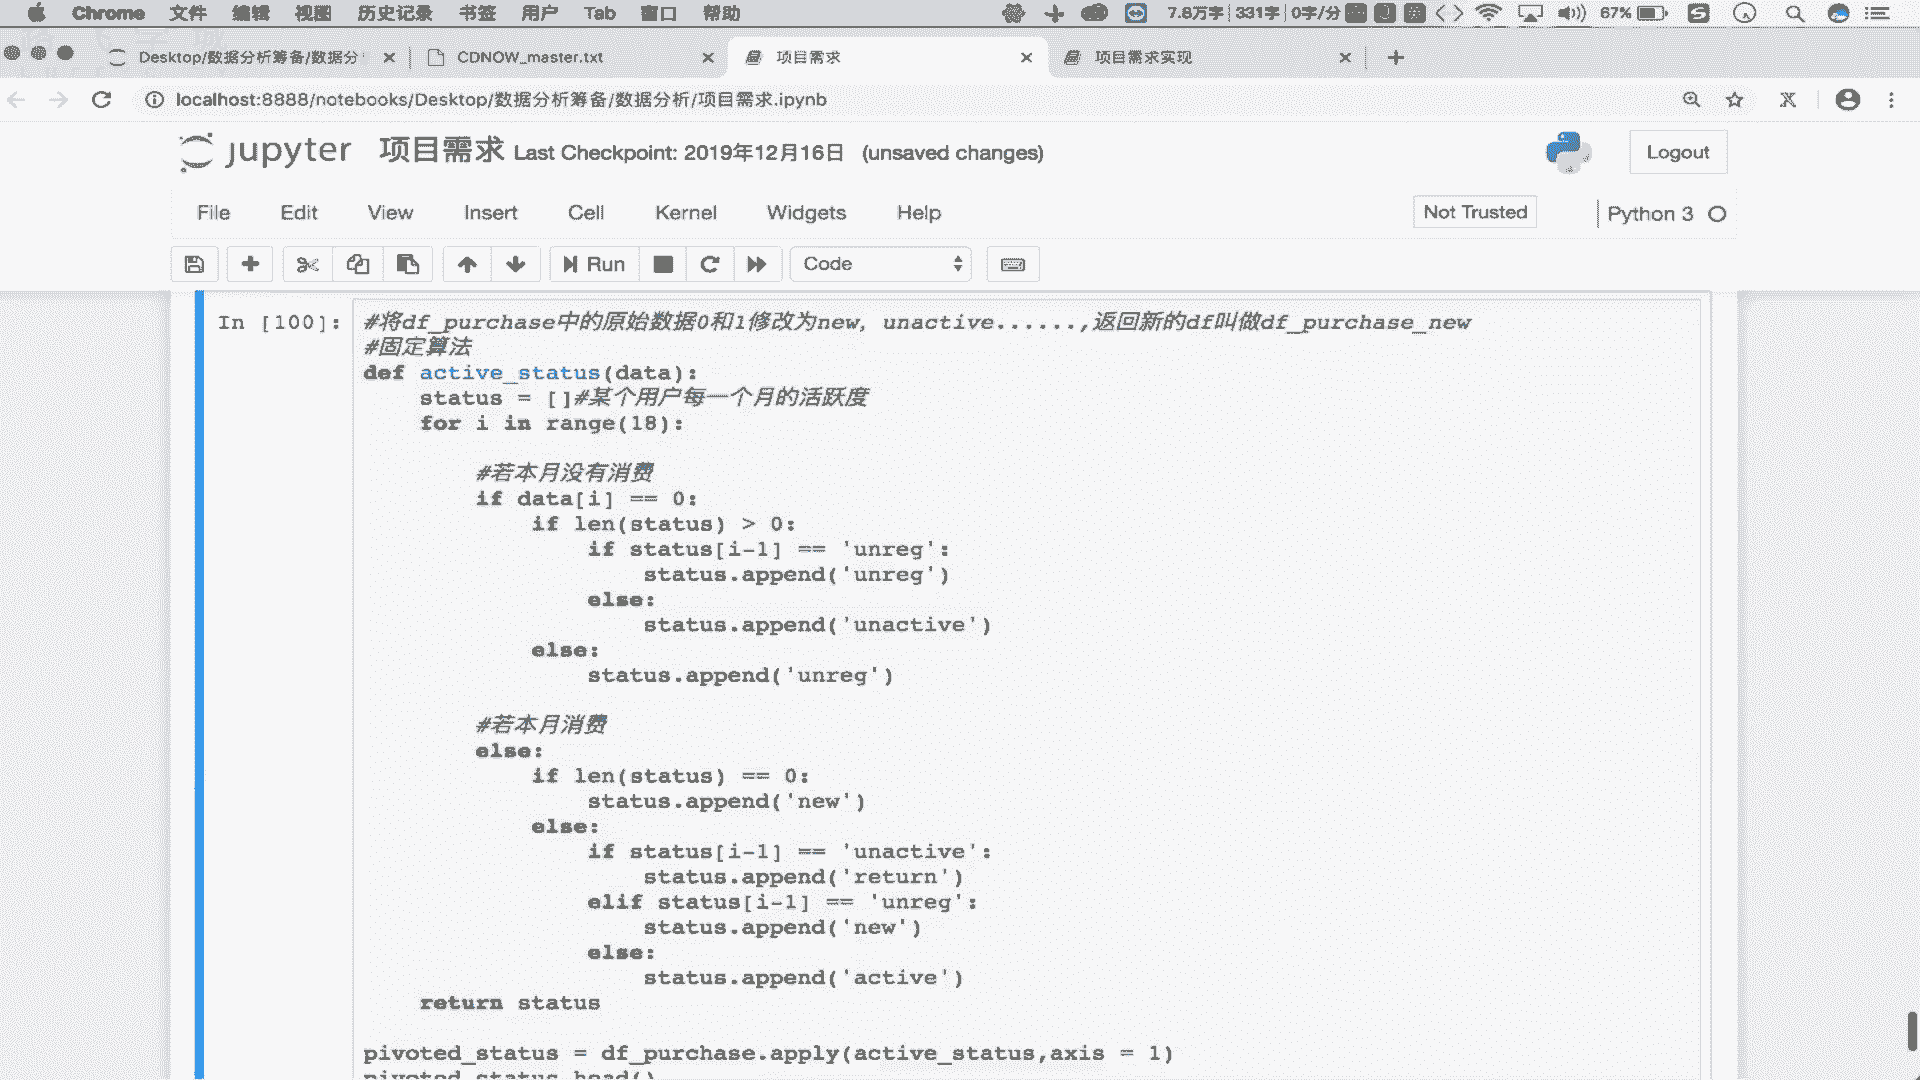 Chrome 文件 编辑 视图 历史记录 书签 用户 Tab 窗口 帮助 7.8万字 331字 0字/分 67%
Desktop/数据分析筹备/数据分 CDNOW_master.txt 项目需求 项目需求实现
localhost:8888/notebooks/Desktop/数据分析筹备/数据分析/项目需求.ipynb
jupyter 项目需求 Last Checkpoint: 2019年12月16日 (unsaved changes) Logout
File Edit View Insert Cell Kernel Widgets Help Not Trusted Python 3
Run Code
In [100]: #将df_purchase中的原始数据0和1修改为new, unactive......,返回新的df叫做df_purchase_new
#固定算法
def active_status(data):
status = []#某个用户每一个月的活跃度
for i in range(18):
#若本月没有消费
if data[i] == 0:
if len(status) > 0:
if status[i-1] == 'unreg':
status.append('unreg')
else:
status.append('unactive')
else:
status.append('unreg')
#若本月消费
else:
if len(status) == 0:
status.append('new')
else:
if status[i-1] == 'unactive':
status.append('return')
elif status[i-1] == 'unreg':
status.append('new')
else:
status.append('active')
return status
pivoted_status = df_purchase.apply(active_status,axis = 1)
pivoted_status.head()